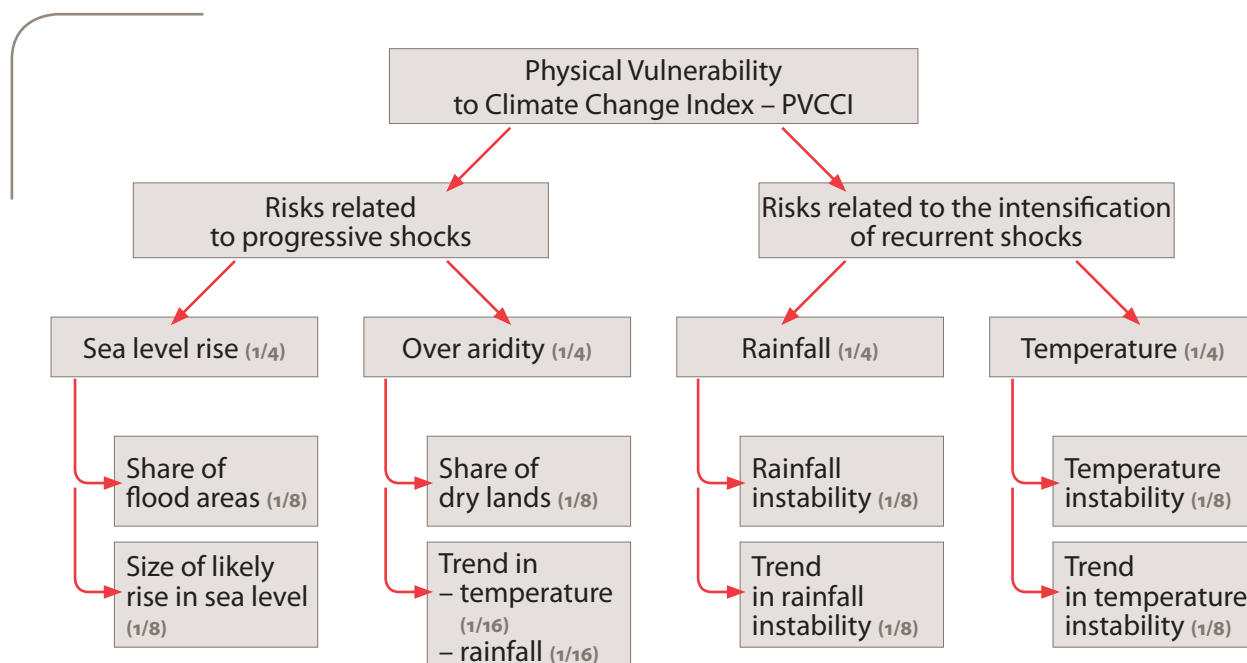 Physical Vulnerability
to Climate Change Index – PVCCI
Risks related
to progressive shocks
Risks related to the intensification
of recurrent shocks
Sea level rise (1/4)
Over aridity (1/4)
Rainfall (1/4)
Temperature (1/4)
Share of
flood areas (1/8)
Share of
dry lands (1/8)
Rainfall
instability (1/8)
Temperature
instability (1/8)
Size of likely
rise in sea level
(1/8)
Trend in
– temperature
(1/16)
– rainfall (1/16)
Trend
in rainfall
instability (1/8)
Trend
in temperature
instability (1/8)